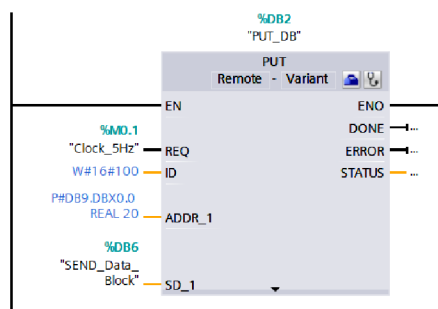 %DB2
"PUT_DB"
PUT
Remote - Variant
EN
ENO
%M0.1
DONE
...
"Clock_5Hz"
REQ
ERROR
...
W#16#100
ID
STATUS
...
P#DB9.DBX0.0
REAL 20
ADDR_1
%DB6
"SEND_Data_
Block"
SD_1